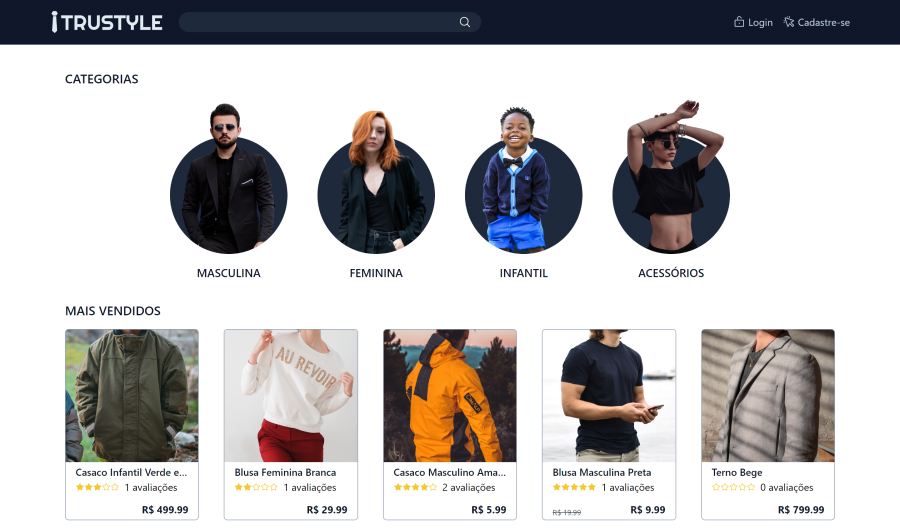 TRUSTYLE
Login
Cadastre-se
CATEGORIAS
MASCULINA
FEMININA
INFANTIL
ACESSÓRIOS
MAIS VENDIDOS
AU REVOIR
Casaco Infantil Verde e...
1 avaliações
R$ 499.99
Blusa Feminina Branca
1 avaliações
R$ 29.99
Casaco Masculino Ama...
2 avaliações
R$ 5.99
Blusa Masculina Preta
1 avaliações
R$ 19.99
R$ 9.99
Terno Bege
0 avaliações
R$ 799.99